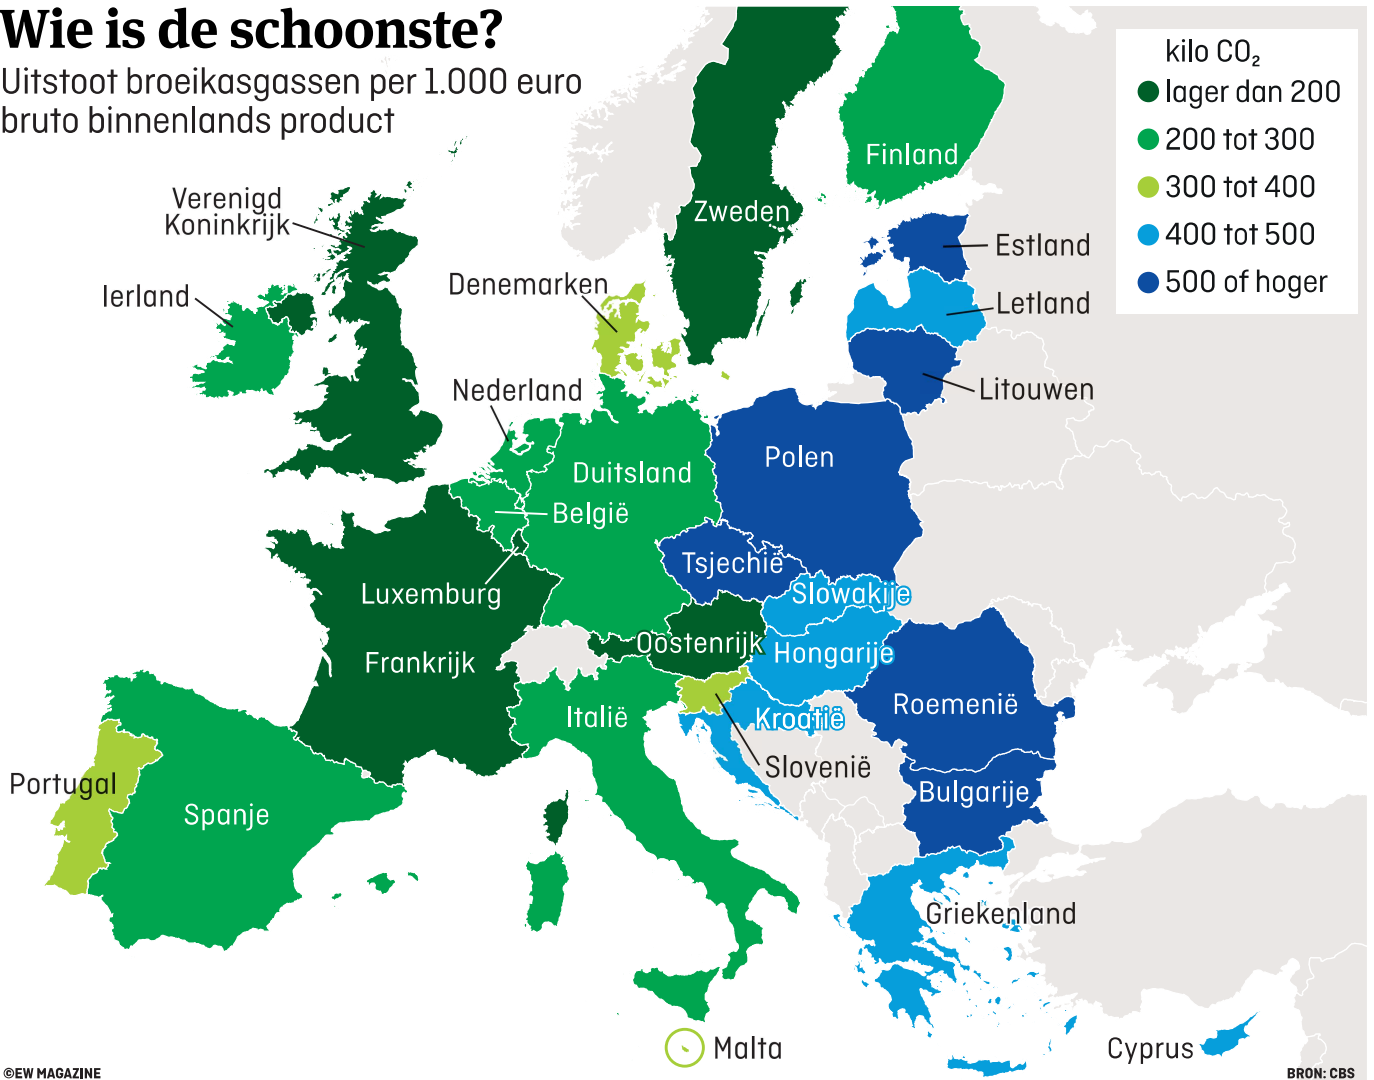 Wie is de schoonste?
Uitstoot broeikasgassen per 1.000 euro
bruto binnenlands product
kilo CO₂
lager dan 200
200 tot 300
300 tot 400
400 tot 500
500 of hoger
Finland
Zweden
Verenigd
Koninkrijk
Estland
Ierland
Denemarken
Letland
Nederland
Litouwen
Polen
Duitsland
België
Tsjechië
Luxemburg
Slowakije
Oostenrijk
Hongarije
Frankrijk
Roemenië
Italië
Kroatië
Slovenië
Portugal
Bulgarije
Spanje
Griekenland
Malta
Cyprus
©EW MAGAZINE
BRON: CBS